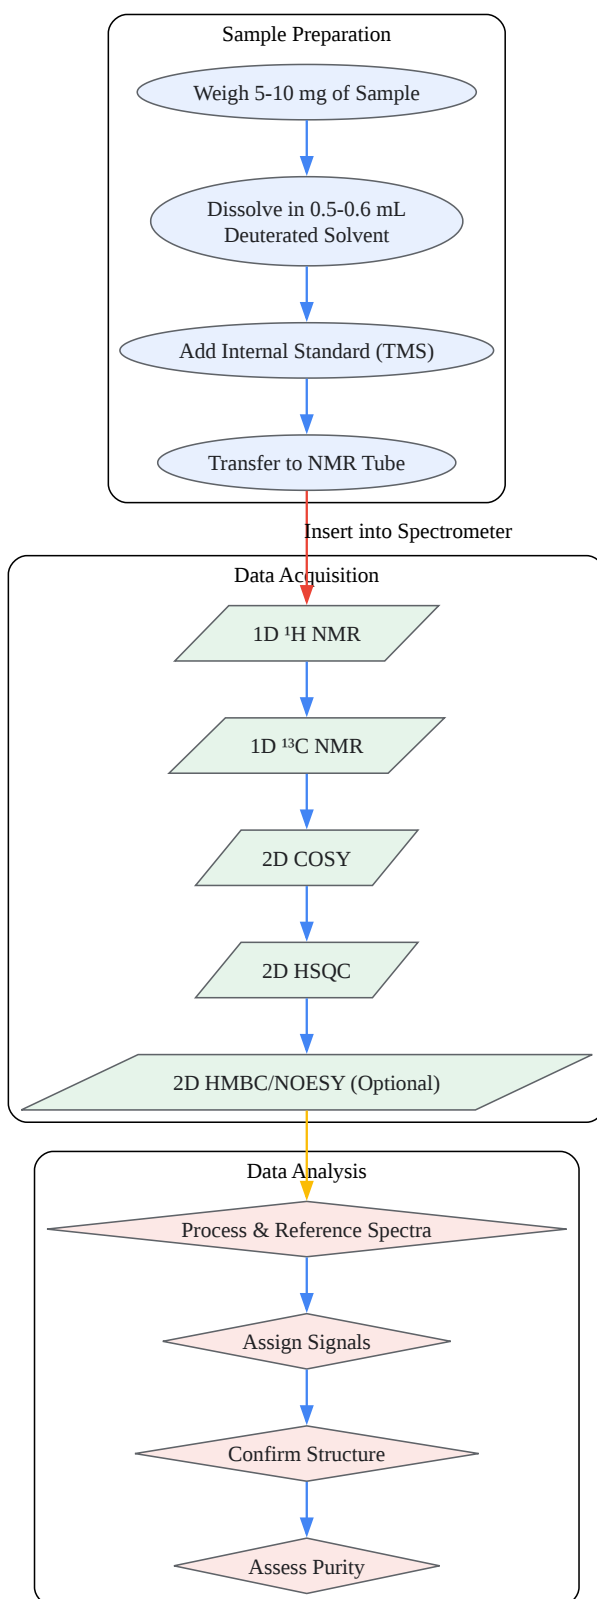 Sample Preparation
Weigh 5-10 mg of Sample
Dissolve in 0.5-0.6 mL
Deuterated Solvent
Add Internal Standard (TMS)
Transfer to NMR Tube
Insert into Spectrometer
Data Acquisition
1D ¹H NMR
1D ¹³C NMR
2D COSY
2D HSQC
2D HMBC/NOESY (Optional)
Data Analysis
Process & Reference Spectra
Assign Signals
Confirm Structure
Assess Purity